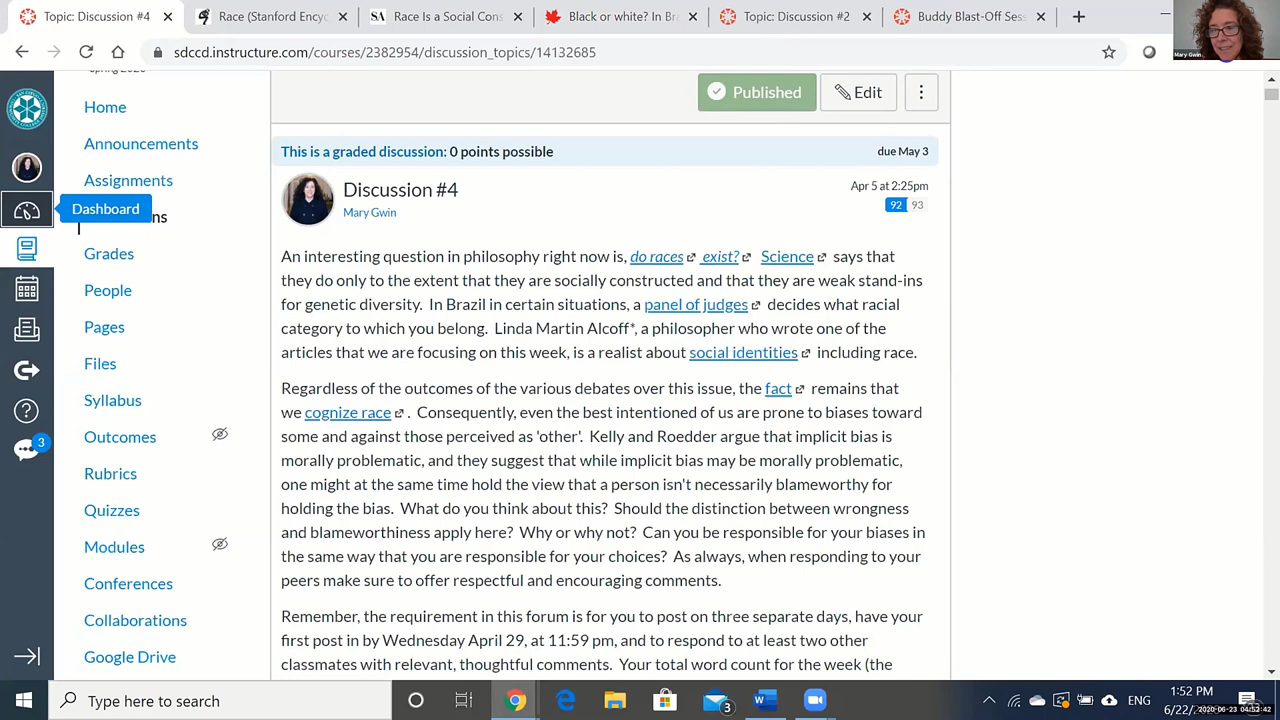 Topic: Discussion #4
Race (Stanford Ency
Race Is a Social Cons
Black or white? In Br
Topic: Discussion #2
Buddy Blast-Off Ses
sdccd.instructure.com/courses/2382954/discussion_topics/14132685
Mary Gwin
Home
Announcements
Assignments
Dashboard
ns
Grades
People
Pages
Files
Syllabus
Outcomes
Rubrics
Quizzes
Modules
Conferences
Collaborations
Google Drive
3
Published
Edit
This is a graded discussion: 0 points possible
due May 3
Discussion #4
Mary Gwin
Apr 5 at 2:25pm
92 93
An interesting question in philosophy right now is, do races exist? Science says that
they do only to the extent that they are socially constructed and that they are weak stand-ins
for genetic diversity. In Brazil in certain situations, a panel of judges decides what racial
category to which you belong. Linda Martin Alcoff*, a philosopher who wrote one of the
articles that we are focusing on this week, is a realist about social identities including race.
Regardless of the outcomes of the various debates over this issue, the fact remains that
we cognize race . Consequently, even the best intentioned of us are prone to biases toward
some and against those perceived as 'other'. Kelly and Roedder argue that implicit bias is
morally problematic, and they suggest that while implicit bias may be morally problematic,
one might at the same time hold the view that a person isn't necessarily blameworthy for
holding the bias. What do you think about this? Should the distinction between wrongness
and blameworthiness apply here? Why or why not? Can you be responsible for your biases in
the same way that you are responsible for your choices? As always, when responding to your
peers make sure to offer respectful and encouraging comments.
Remember, the requirement in this forum is for you to post on three separate days, have your
first post in by Wednesday April 29, at 11:59 pm, and to respond to at least two other
classmates with relevant, thoughtful comments. Your total word count for the week (the
Type here to search
3
ENG
1:52 PM
6/22/2
2020-06-23 04:53:42